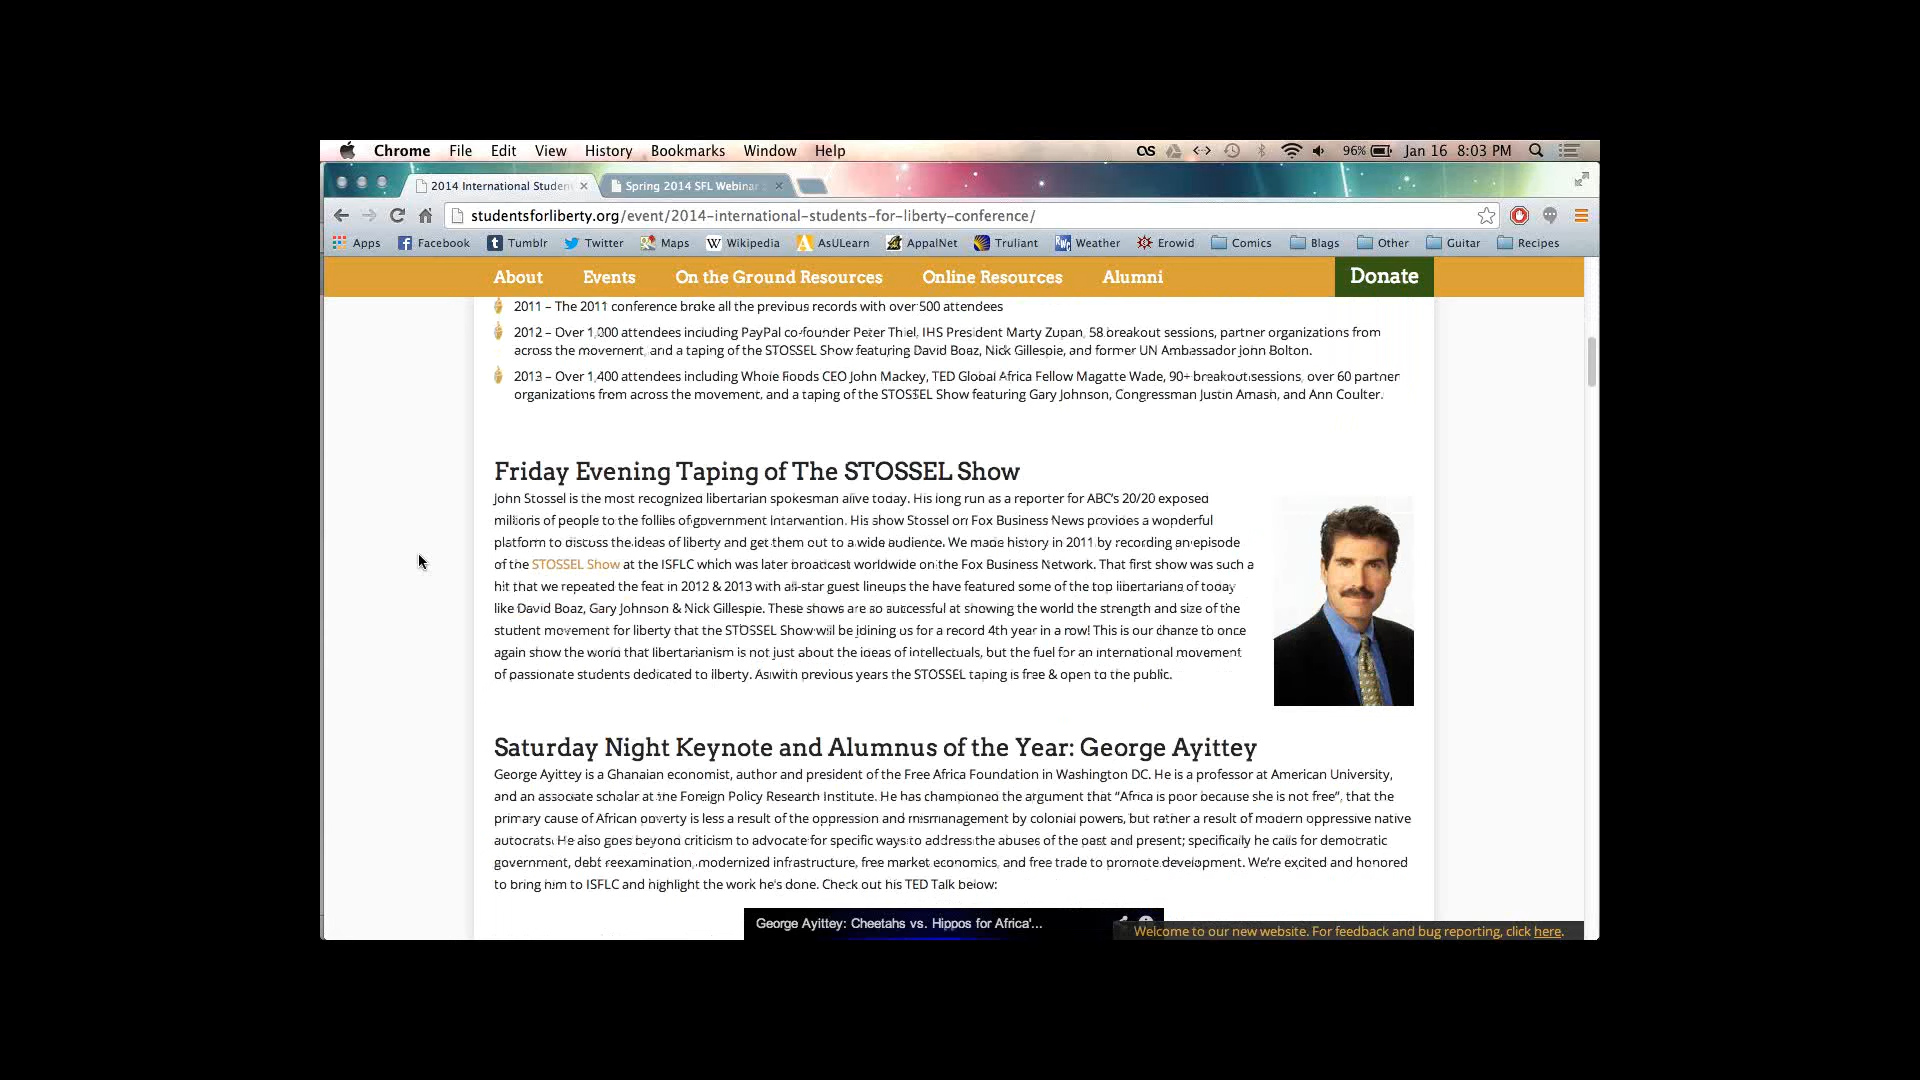 Chrome File Edit View History Bookmarks Window Help 96% Jan 16 8:03 PM
2014 International Studen Spring 2014 SFL Webinar
studentsforliberty.org/event/2014-international-students-for-liberty-conference/
Apps Facebook Tumblr Twitter Maps Wikipedia AsULearn AppalNet Truliant Weather Erowid Comics Blags Other Guitar Recipes
About Events On the Ground Resources Online Resources Alumni Donate
2011 – The 2011 conference broke all the previous records with over 500 attendees
2012 – Over 1,000 attendees including PayPal co-founder Peter Thiel, IHS President Marty Zupan, 58 breakout sessions, partner organizations from
across the movement, and a taping of the STOSSEL Show featuring David Boaz, Nick Gillespie, and former UN Ambassador John Bolton.
2013 – Over 1,400 attendees including Whole Foods CEO John Mackey, TED Global Africa Fellow Magatte Wade, 90+ breakout sessions, over 60 partner
organizations from across the movement, and a taping of the STOSSEL Show featuring Gary Johnson, Congressman Justin Amash, and Ann Coulter.
Friday Evening Taping of The STOSSEL Show
John Stossel is the most recognized libertarian spokesman alive today. His long run as a reporter for ABC's 20/20 exposed
millions of people to the follies of government intervention. His show Stossel on Fox Business News provides a wonderful
platform to discuss the ideas of liberty and get them out to a wide audience. We made history in 2011 by recording an episode
of the STOSSEL Show at the ISFLC which was later broadcast worldwide on the Fox Business Network. That first show was such a
hit that we repeated the feat in 2012 & 2013 with all-star guest lineups the have featured some of the top libertarians of today
like David Boaz, Gary Johnson & Nick Gillespie. These shows are so successful at showing the world the strength and size of the
student movement for liberty that the STOSSEL Show will be joining us for a record 4th year in a row! This is our chance to once
again show the world that libertarianism is not just about the ideas of intellectuals, but the fuel for an international movement
of passionate students dedicated to liberty. As with previous years the STOSSEL taping is free & open to the public.
Saturday Night Keynote and Alumnus of the Year: George Ayittey
George Ayittey is a Ghanaian economist, author and president of the Free Africa Foundation in Washington DC. He is a professor at American University,
and an associate scholar at the Foreign Policy Research Institute. He has championed the argument that "Africa is poor because she is not free", that the
primary cause of African poverty is less a result of the oppression and mismanagement by colonial powers, but rather a result of modern oppressive native
autocrats. He also goes beyond criticism to advocate for specific ways to address the abuses of the past and present; specifically he calls for democratic
government, debt reexamination, modernized infrastructure, free market economics, and free trade to promote development. We're excited and honored
to bring him to ISFLC and highlight the work he's done. Check out his TED Talk below:
George Ayittey: Cheetahs vs. Hippos for Africa'...
Welcome to our new website. For feedback and bug reporting, click here.